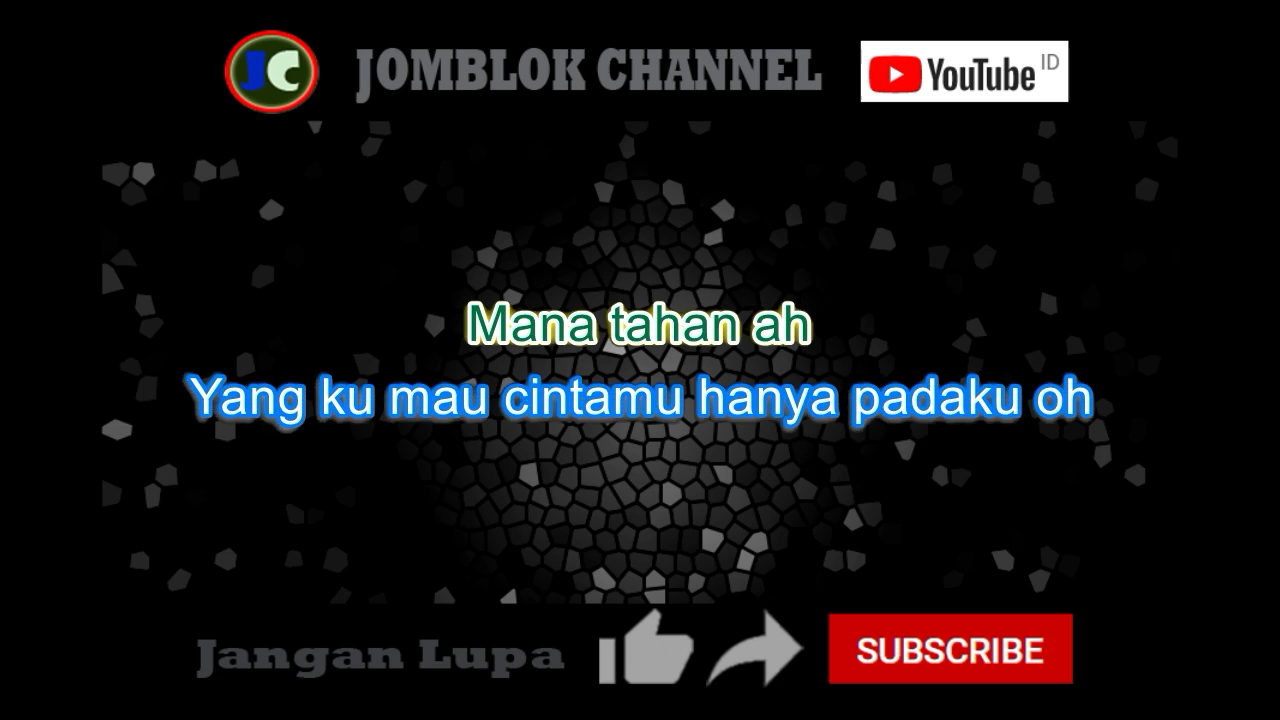 JC JOMBLOK CHANNEL YouTube ID
Mana tahan ah
Yang ku mau cintamu hanya padaku oh
Jangan Lupa SUBSCRIBE